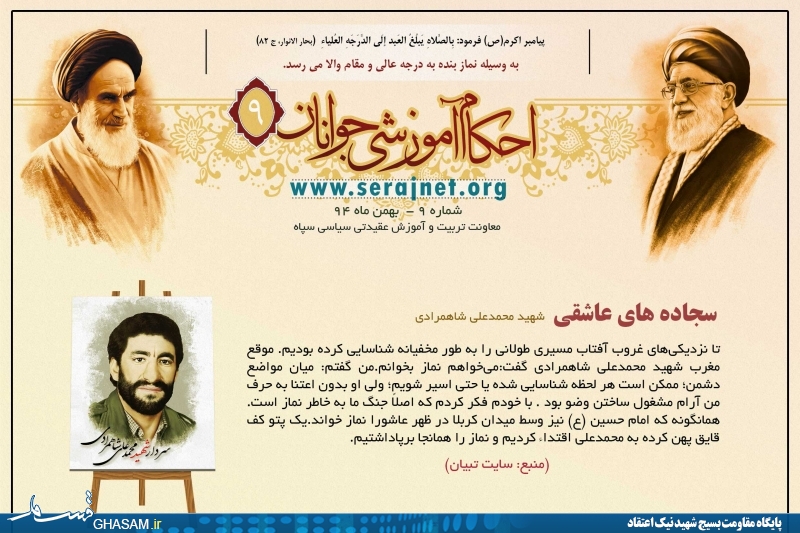 پیامبر اکرم(ص) فرمود: بِالصَّلاهِ یَبلُغُ العَبد اِلَی الدَّرَجَهِ العُلیاءِ (بحار الانوار، ج ۸۲)
به وسیله نماز بنده به درجه عالی و مقام والا می رسد.
احکام آموزشی جوانان
۹
www.serajnet.org
شماره ۹ - بهمن ماه ۹۴
معاونت تربیت و آموزش عقیدتی سیاسی سپاه
سجاده های عاشقی شهید محمدعلی شاهمرادی
تا نزدیکی‌های غروب آفتاب مسیری طولانی را به طور مخفیانه شناسایی کرده بودیم. موقع
مغرب شهید محمدعلی شاهمرادی گفت:می‌خواهم نماز بخوانم.من گفتم: میان مواضع
دشمن؛ ممکن است هر لحظه شناسایی شده یا حتی اسیر شویم؛ ولی او بدون اعتنا به حرف
من آرام مشغول ساختن وضو بود . با خودم فکر کردم که اصلاً جنگ ما به خاطر نماز است.
همانگونه که امام حسین (ع) نیز وسط میدان کربلا در ظهر عاشورا نماز خواند.یک پتو کف
قایق پهن کرده به محمدعلی اقتداء کردیم و نماز را همانجا برپاداشتیم.
(منبع: سایت تبیان)
سردار شهید محمدعلی شاهمرادی
GHASAM.ir
پایگاه مقاومت بسیج شهید نیک اعتقاد